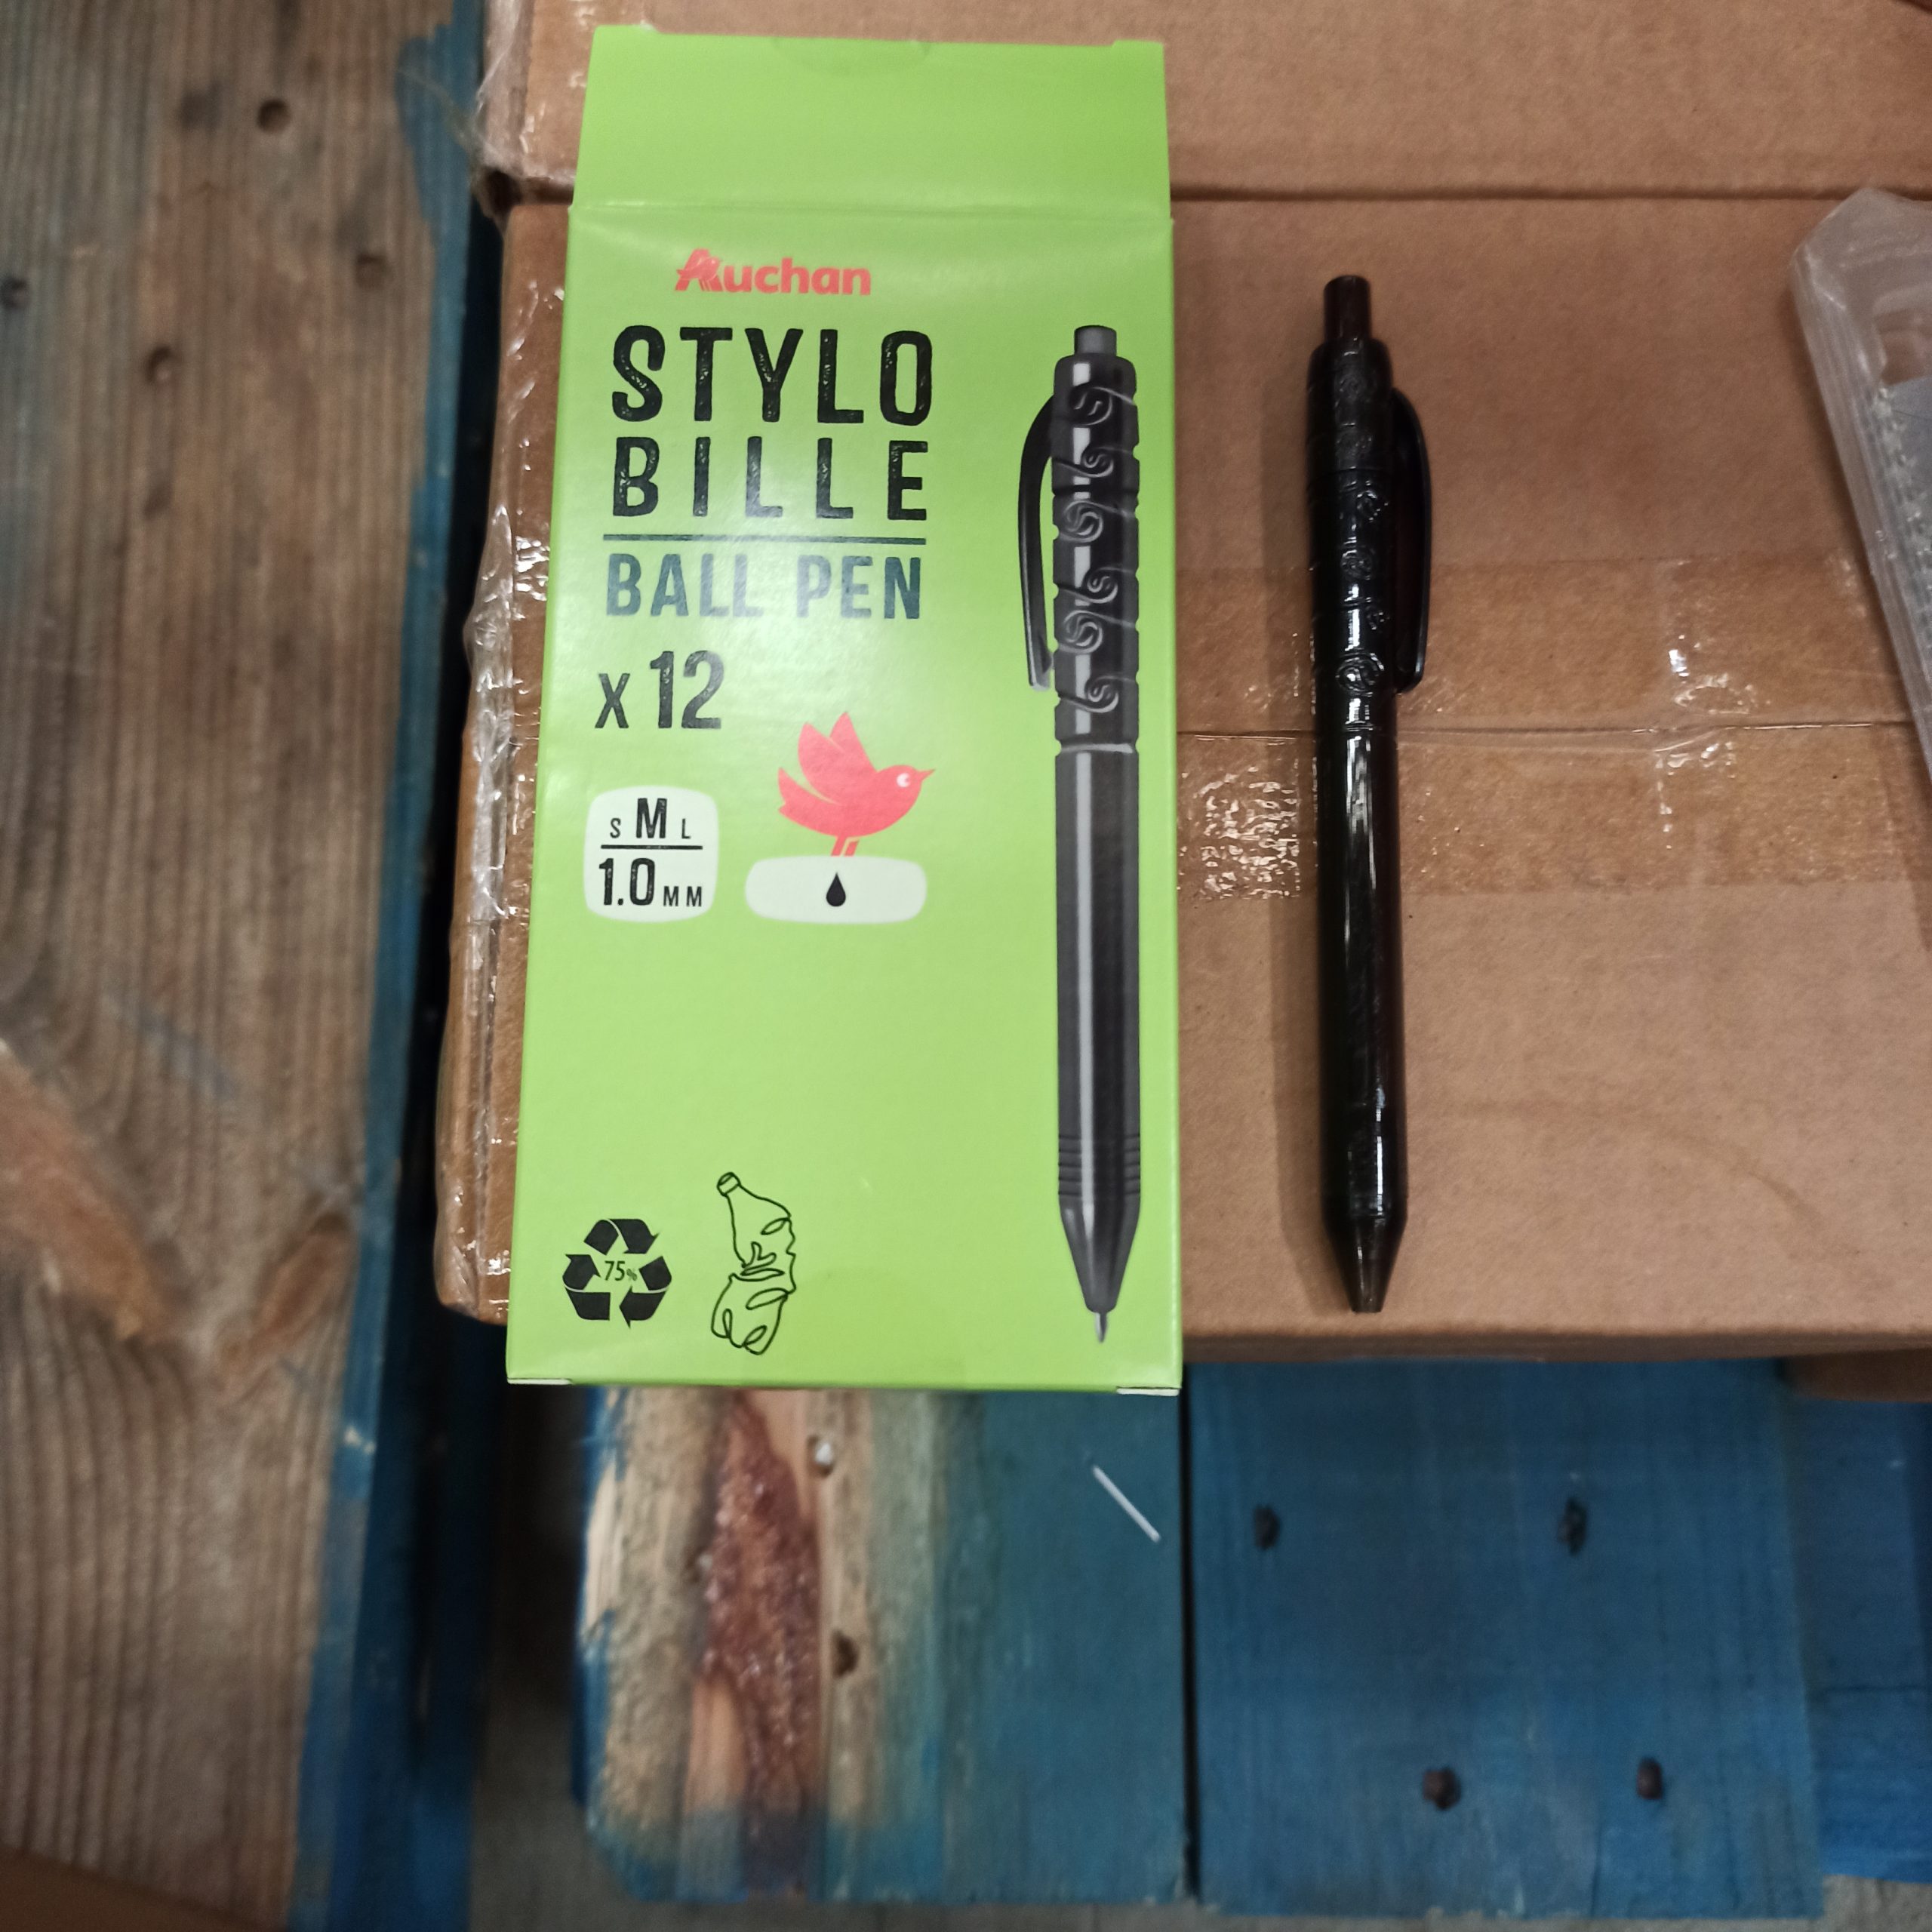 Auchan
STYLO
BILLE
BALL PEN
x 12
S M L
1.0 MM
75%